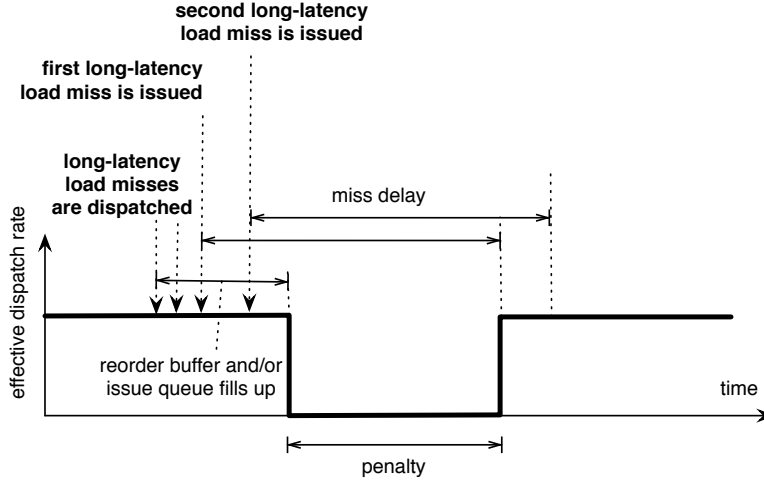 second long-latency
load miss is issued
first long-latency
load miss is issued
long-latency
load misses
are dispatched
miss delay
effective dispatch rate
reorder buffer and/or
issue queue fills up
time
penalty